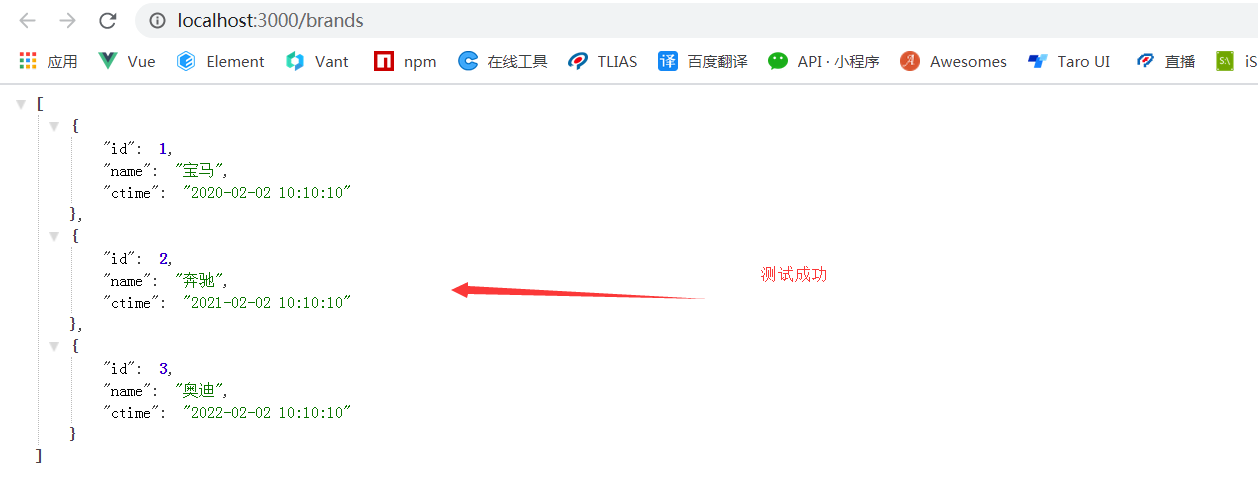 localhost:3000/brands
应用 Vue Element Vant npm 在线工具 TLIAS 译 百度翻译 API · 小程序 Awesomes Taro UI 直播 iS
[
{
"id": 1,
"name": "宝马",
"ctime": "2020-02-02 10:10:10"
},
{
"id": 2,
"name": "奔驰",
"ctime": "2021-02-02 10:10:10"
},
{
"id": 3,
"name": "奥迪",
"ctime": "2022-02-02 10:10:10"
}
]
测试成功